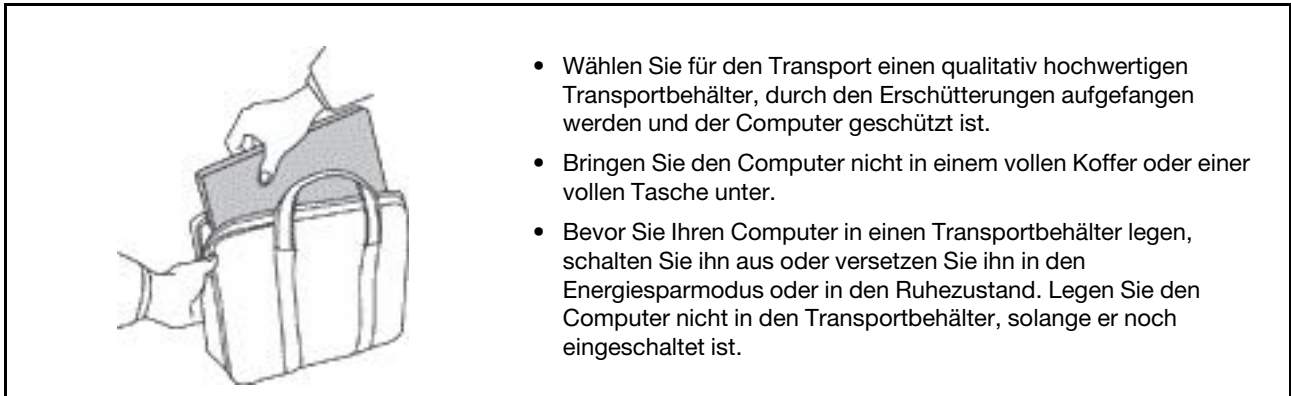 • Wählen Sie für den Transport einen qualitativ hochwertigen
Transportbehälter, durch den Erschütterungen aufgefangen
werden und der Computer geschützt ist.
• Bringen Sie den Computer nicht in einem vollen Koffer oder einer
vollen Tasche unter.
• Bevor Sie Ihren Computer in einen Transportbehälter legen,
schalten Sie ihn aus oder versetzen Sie ihn in den
Energiesparmodus oder in den Ruhezustand. Legen Sie den
Computer nicht in den Transportbehälter, solange er noch
eingeschaltet ist.